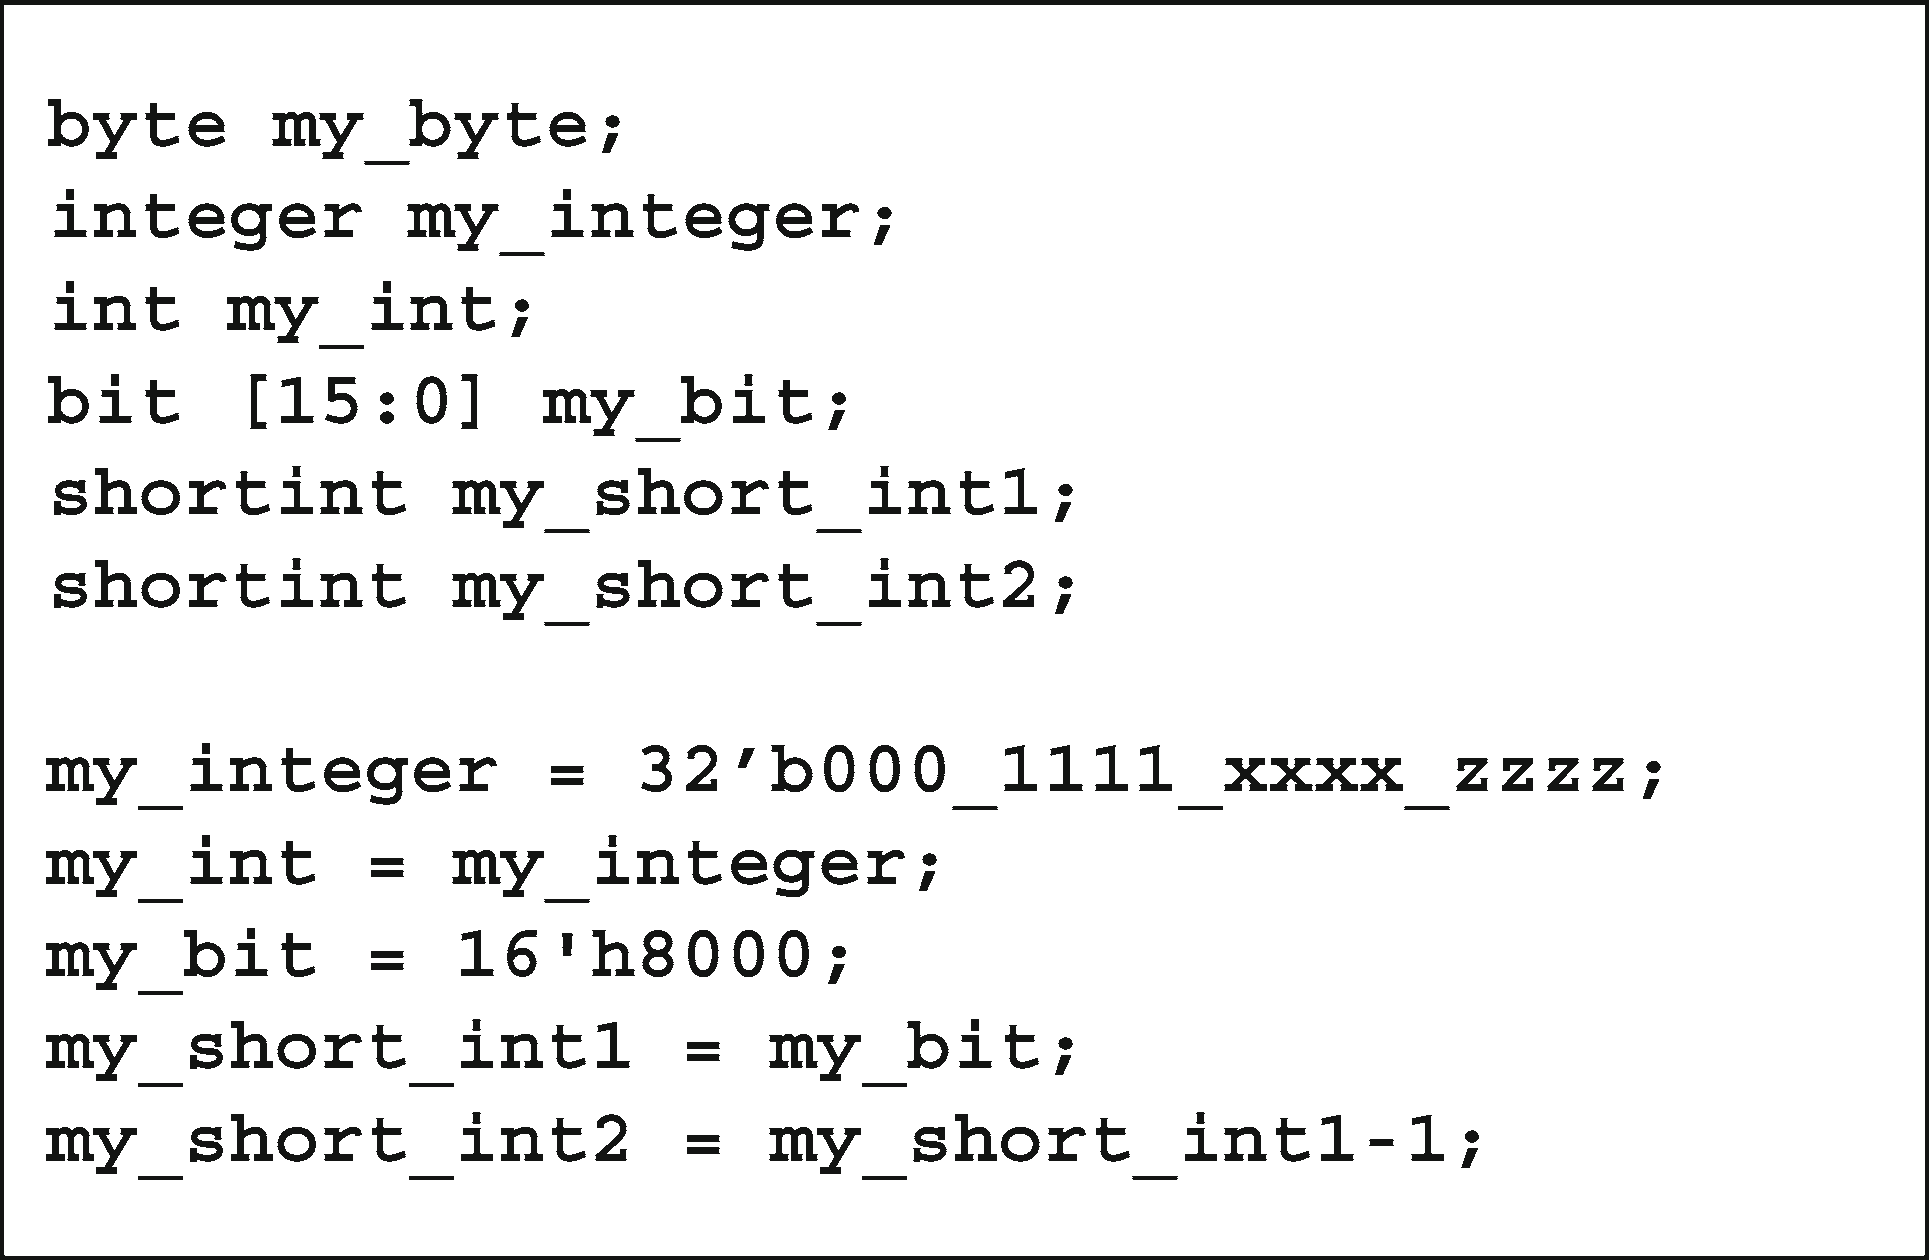 byte my_byte;
integer my_integer;
int my_int;
bit [15:0] my_bit;
shortint my_short_int1;
shortint my_short_int2;
my_integer = 32’b000_1111_xxxx_zzzz;
my_int = my_integer;
my_bit = 16'h8000;
my_short_int1 = my_bit;
my_short_int2 = my_short_int1-1;